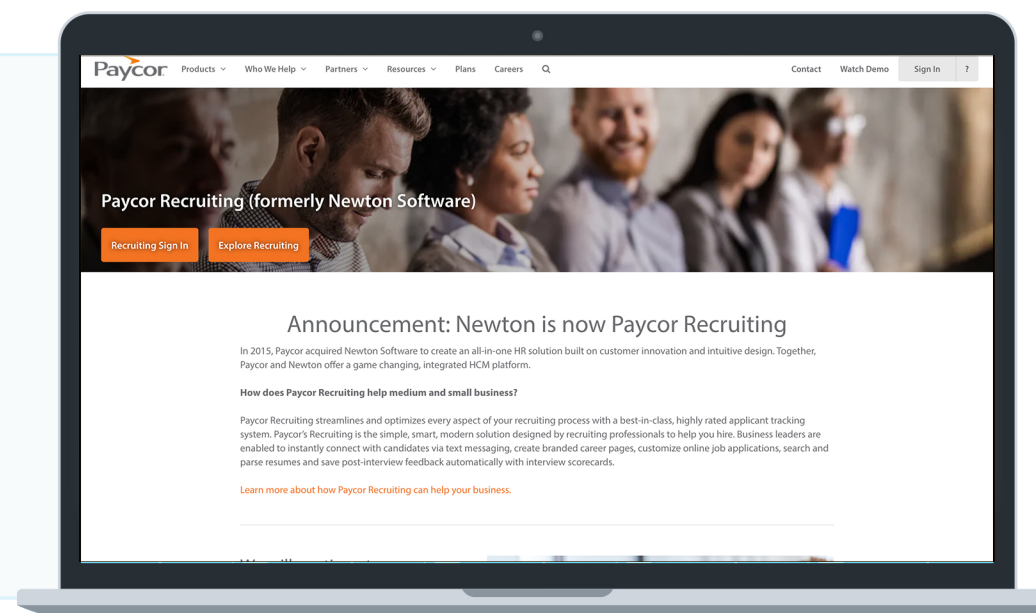 Paycor Products Who We Help Partners Resources Plans Careers Contact Watch Demo Sign In ?
Paycor Recruiting (formerly Newton Software)
Recruiting Sign In Explore Recruiting
Announcement: Newton is now Paycor Recruiting
In 2015, Paycor acquired Newton Software to create an all-in-one HR solution built on customer innovation and intuitive design. Together,
Paycor and Newton offer a game changing, integrated HCM platform.
How does Paycor Recruiting help medium and small business?
Paycor Recruiting streamlines and optimizes every aspect of your recruiting process with a best-in-class, highly rated applicant tracking
system. Paycor's Recruiting is the simple, smart, modern solution designed by recruiting professionals to help you hire. Business leaders are
enabled to instantly connect with candidates via text messaging, create branded career pages, customize online job applications, search and
parse resumes and save post-interview feedback automatically with interview scorecards.
Learn more about how Paycor Recruiting can help your business.